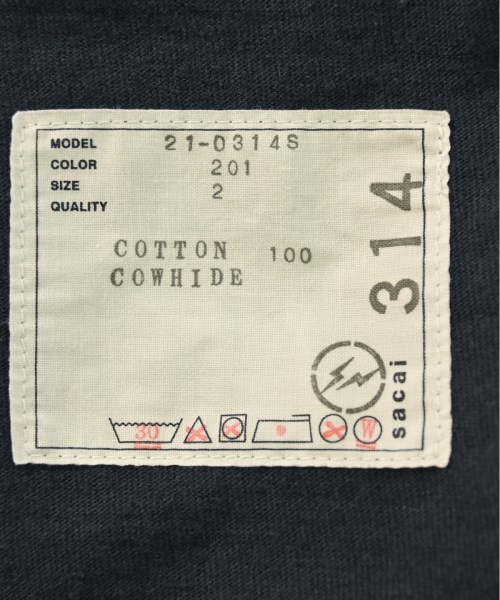 MODEL 21-0314S
COLOR 201
SIZE 2
QUALITY
COTTON 100
COWHIDE
314
sacai
30
W